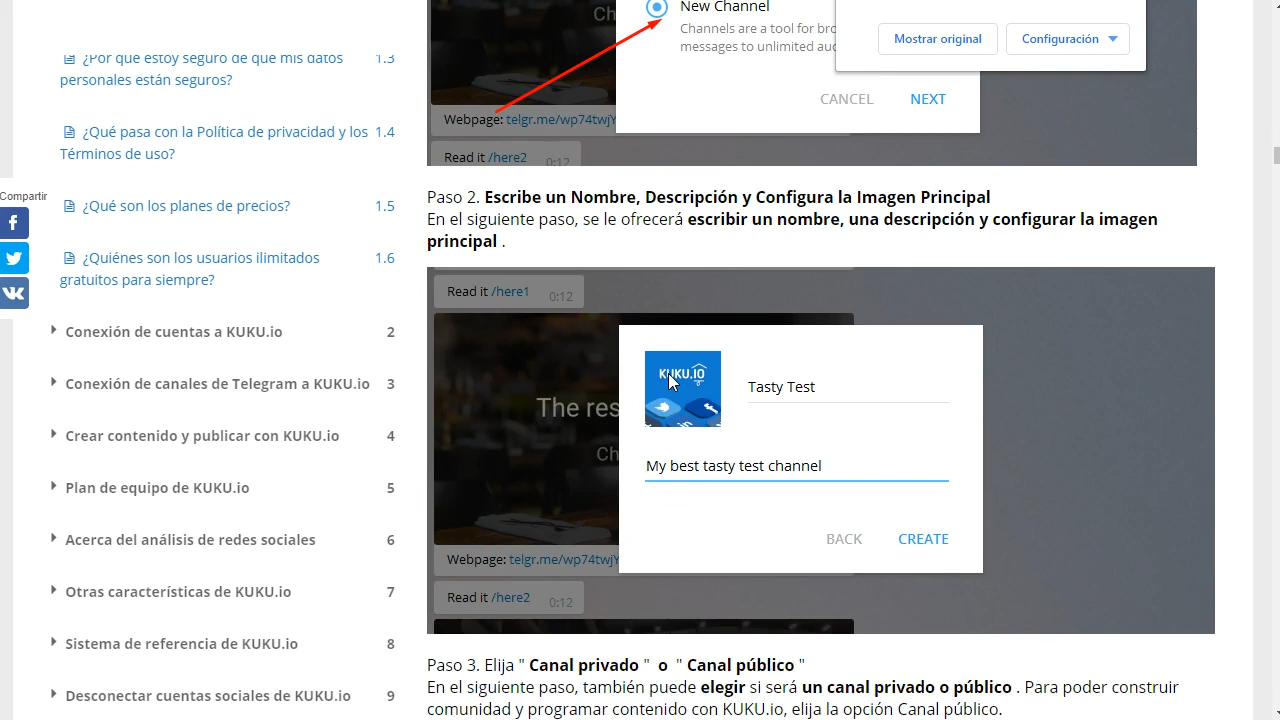 ¿Por qué estoy seguro de que mis datos personales están seguros? 1.3
¿Qué pasa con la Política de privacidad y los Términos de uso? 1.4
¿Qué son los planes de precios? 1.5
¿Quiénes son los usuarios ilimitados gratuitos para siempre? 1.6
Conexión de cuentas a KUKU.io 2
Conexión de canales de Telegram a KUKU.io 3
Crear contenido y publicar con KUKU.io 4
Plan de equipo de KUKU.io 5
Acerca del análisis de redes sociales 6
Otras características de KUKU.io 7
Sistema de referencia de KUKU.io 8
Desconectar cuentas sociales de KUKU.io 9
Compartir
Ch
New Channel
Channels are a tool for bro
messages to unlimited aud
CANCEL NEXT
Mostrar original
Configuración
Webpage: telgr.me/wp74twjY
Read it /here2 0:12
Paso 2. Escribe un Nombre, Descripción y Configura la Imagen Principal
En el siguiente paso, se le ofrecerá escribir un nombre, una descripción y configurar la imagen
principal .
Read it /here1 0:12
The res
Ch
KUKU.IO
Tasty Test
My best tasty test channel
BACK CREATE
Webpage: telgr.me/wp74twjY
Read it /here2 0:12
Paso 3. Elija " Canal privado " o " Canal público "
En el siguiente paso, también puede elegir si será un canal privado o público . Para poder construir
comunidad y programar contenido con KUKU.io, elija la opción Canal público.